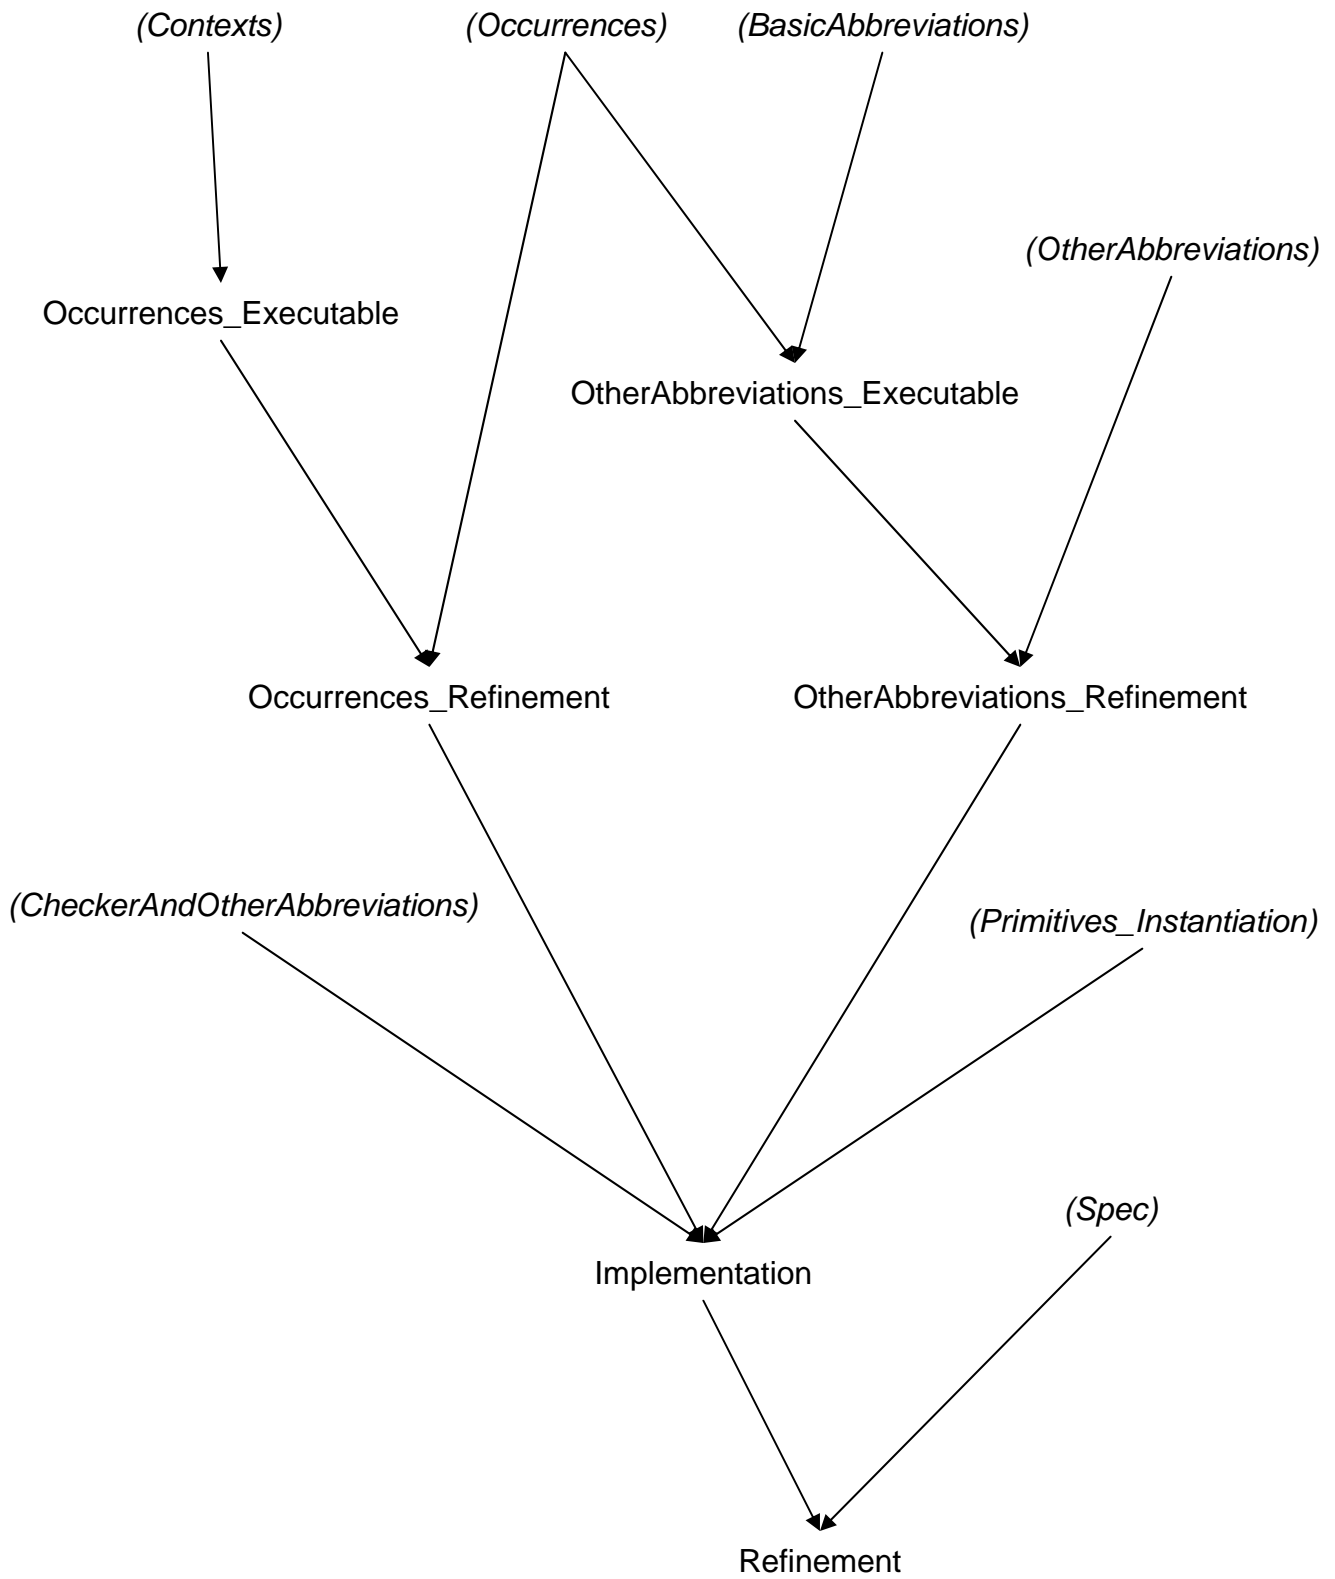 (Contexts)
(Occurrences)
(BasicAbbreviations)
(OtherAbbreviations)
Occurrences_Executable
OtherAbbreviations_Executable
Occurrences_Refinement
OtherAbbreviations_Refinement
(CheckerAndOtherAbbreviations)
(Primitives_Instantiation)
(Spec)
Implementation
Refinement